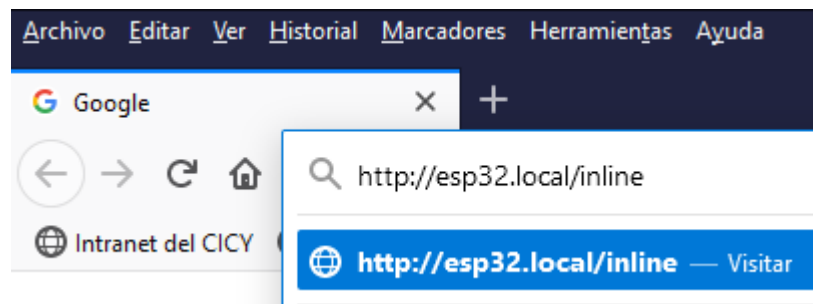 Archivo Editar Ver Historial Marcadores Herramientas Ayuda
Google
http://esp32.local/inline
Intranet del CICY
http://esp32.local/inline — Visitar